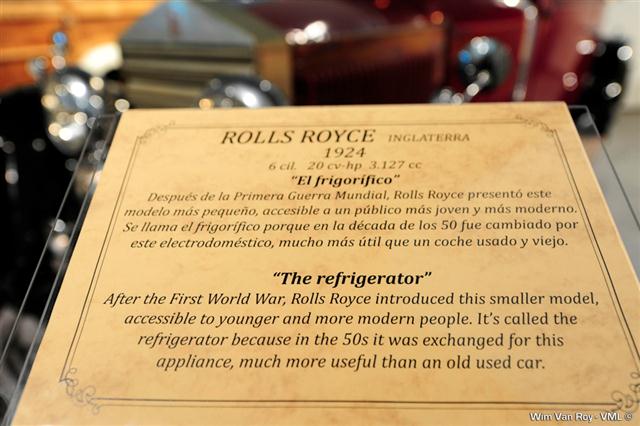 ROLLS ROYCE INGLATERRA
1924
6 cil. 20 cv-hp 3.127 cc
"El frigorífico"
Después de la Primera Guerra Mundial, Rolls Royce presentó este
modelo más pequeño, accesible a un público más joven y más moderno.
Se llama el frigorífico porque en la década de los 50 fue cambiado por
este electrodoméstico, mucho más útil que un coche usado y viejo.
"The refrigerator"
After the First World War, Rolls Royce introduced this smaller model,
accessible to younger and more modern people. It's called the
refrigerator because in the 50s it was exchanged for this
appliance, much more useful than an old used car.
Wim Van Roy - VML ©